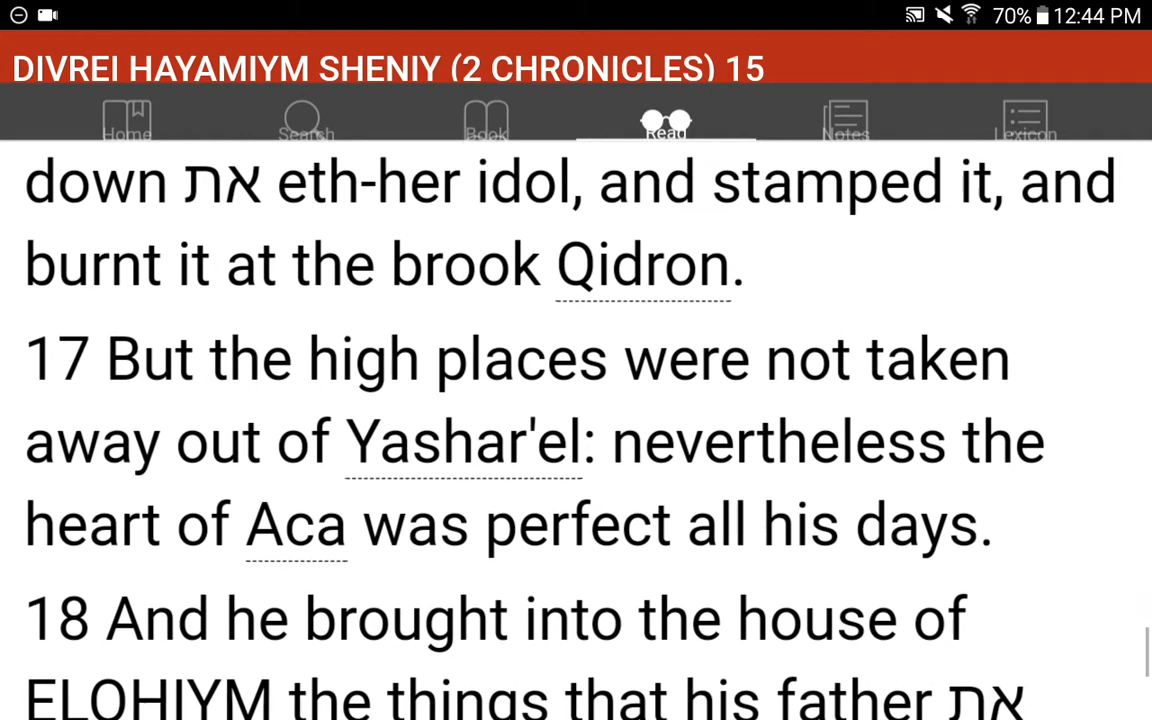 70% 12:44 PM
DIVREI HAYAMIYM SHENIY (2 CHRONICLES) 15
Home Search Book Read Notes Lexicon
down את eth-her idol, and stamped it, and
burnt it at the brook Qidron.
17 But the high places were not taken
away out of Yashar'el: nevertheless the
heart of Aca was perfect all his days.
18 And he brought into the house of
ELOHIYM the things that his father את